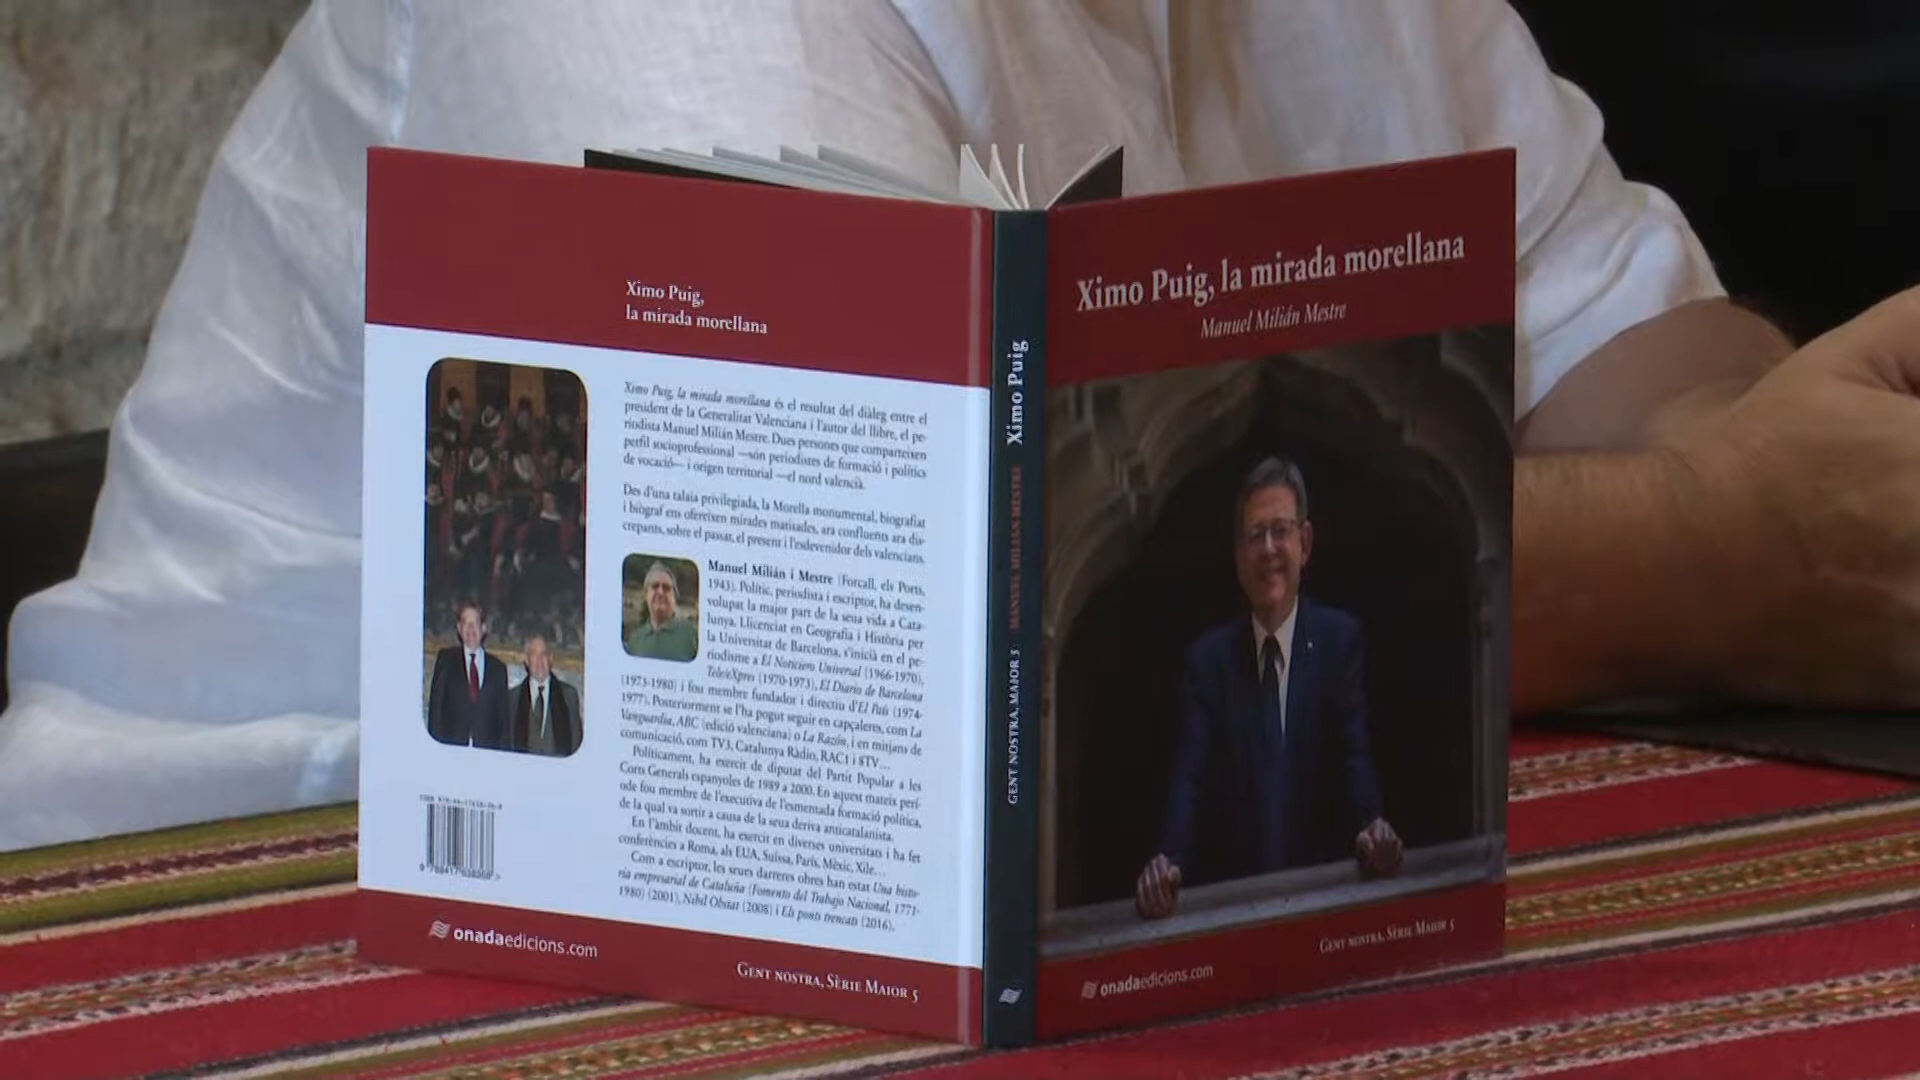 Ximo Puig,
la mirada morellana
Ximo Puig, la mirada morellana és el resultat del diàleg entre el
president de la Generalitat Valenciana i l'autor del llibre, el pe-
riodista Manuel Milián Mestre. Dues persones que comparteixen
perfil socioprofessional —són periodistes de formació i polítics
de vocació— i origen territorial —el nord valencià.
Des d'una talaia privilegiada, la Morella monumental, biografiat
i biògraf ens ofereixen mirades matisades, ara confluents ara dis-
crepants, sobre el passat, el present i l'esdevenidor dels valencians.
Manuel Milián i Mestre (Forcall, els Ports,
1943). Polític, periodista i escriptor, ha desen-
volupat la major part de la seua vida a Cata-
lunya. Llicenciat en Geografia i Història per
la Universitat de Barcelona, s'inicià en el pe-
riodisme a El Noticiero Universal (1966-1970),
Tele/eXpres (1970-1973), El Diario de Barcelona
(1973-1980) i fou membre fundador i directiu d'El País (1974-
1977). Posteriorment se l'ha pogut seguir en capçaleres, com La
Vanguardia, ABC (edició valenciana) o La Razón, i en mitjans de
comunicació, com TV3, Catalunya Ràdio, RAC1 i 8TV…
Políticament, ha exercit de diputat del Partit Popular a les
Corts Generals espanyoles de 1989 a 2000. En aquest mateix perí-
ode fou membre de l'executiva de l'esmentada formació política,
de la qual va sortir a causa de la seua deriva anticatalanista.
En l'àmbit docent, ha exercit en diverses universitats i ha fet
conferències a Roma, als EUA, Suïssa, París, Mèxic, Xile…
Com a escriptor, les seues darreres obres han estat Una histo-
ria empresarial de Cataluña (Fomento del Trabajo Nacional, 1771-
1980) (2001), Nihil Obstat (2008) i Els ponts trencats (2016).
onadaedicions.com
Gent nostra, Sèrie Maior 5
Ximo Puig
MANUEL MILIÁN MESTRE
GENT NOSTRA, MAIOR 5
Ximo Puig, la mirada morellana
Manuel Milián Mestre
Gent nostra, Sèrie Maior 5
onadaedicions.com